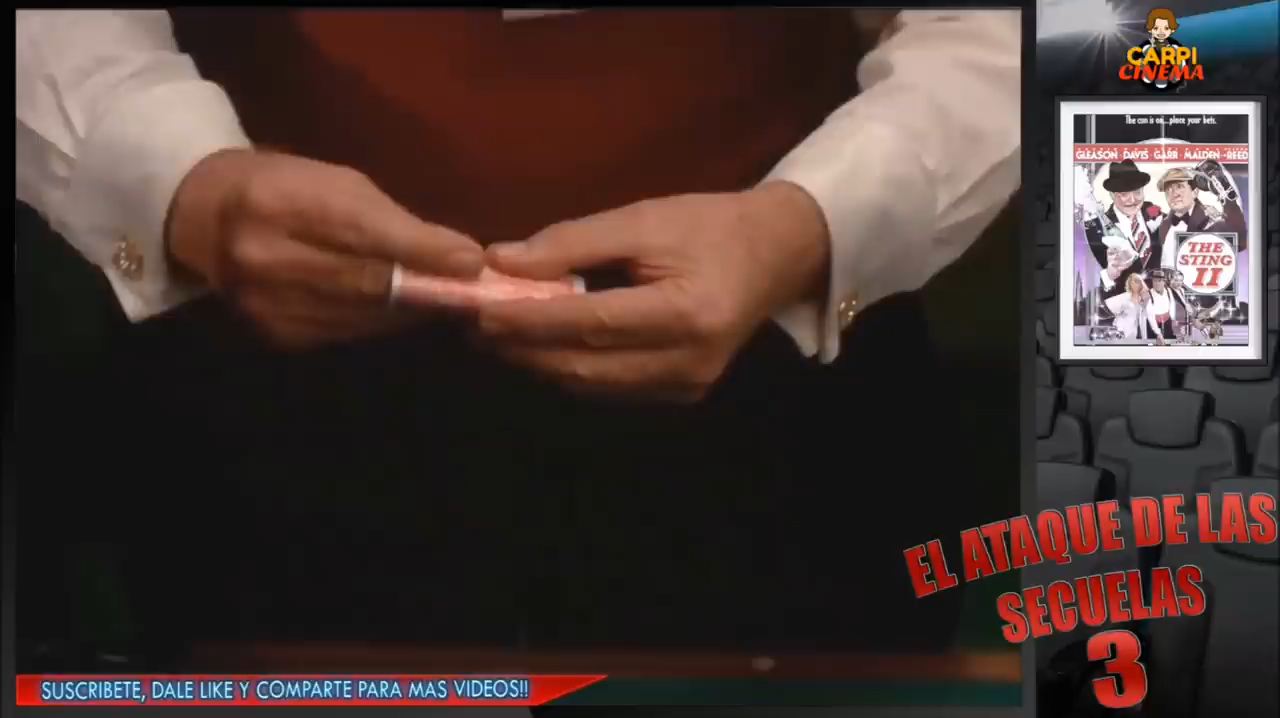 CARPI
CINEMA
The con is on...place your bets.
GLEASON DAVIS GARR MALDEN REED
THE
STING
II
EL ATAQUE DE LAS
SECUELAS
3
SUSCRIBETE, DALE LIKE Y COMPARTE PARA MAS VIDEOS!!